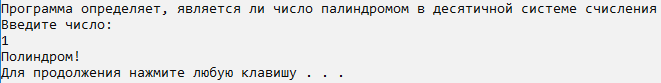 Программа определяет, является ли число палиндромом в десятичной системе счисления
Введите число:
1
Полиндром!
Для продолжения нажмите любую клавишу . . .